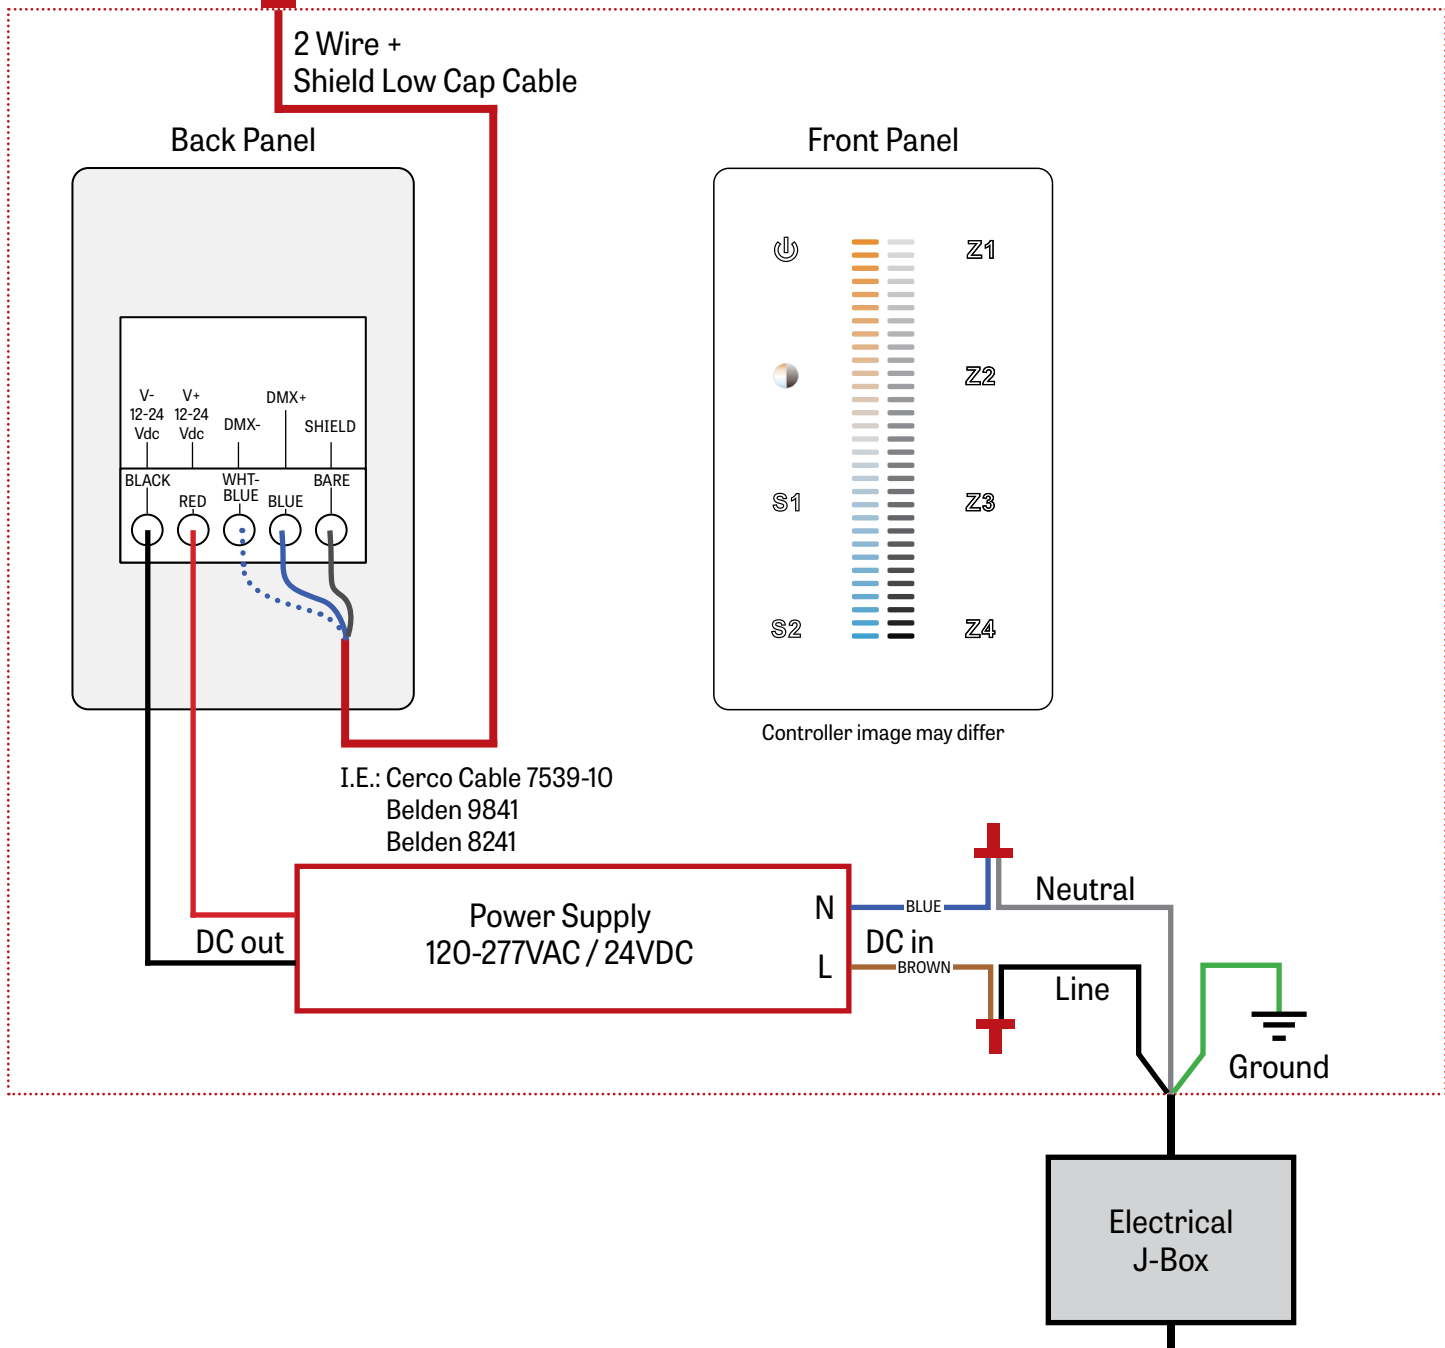 2 Wire +
Shield Low Cap Cable
Back Panel
Front Panel
V-
12-24
Vdc
V+
12-24
Vdc
DMX-
DMX+
SHIELD
BLACK
RED
WHT-
BLUE
BLUE
BARE
Z1
Z2
S1
Z3
S2
Z4
Controller image may differ
I.E.: Cerco Cable 7539-10
Belden 9841
Belden 8241
DC out
Power Supply
120-277VAC / 24VDC
N
L
BLUE
DC in
BROWN
Neutral
Line
Ground
Electrical
J-Box